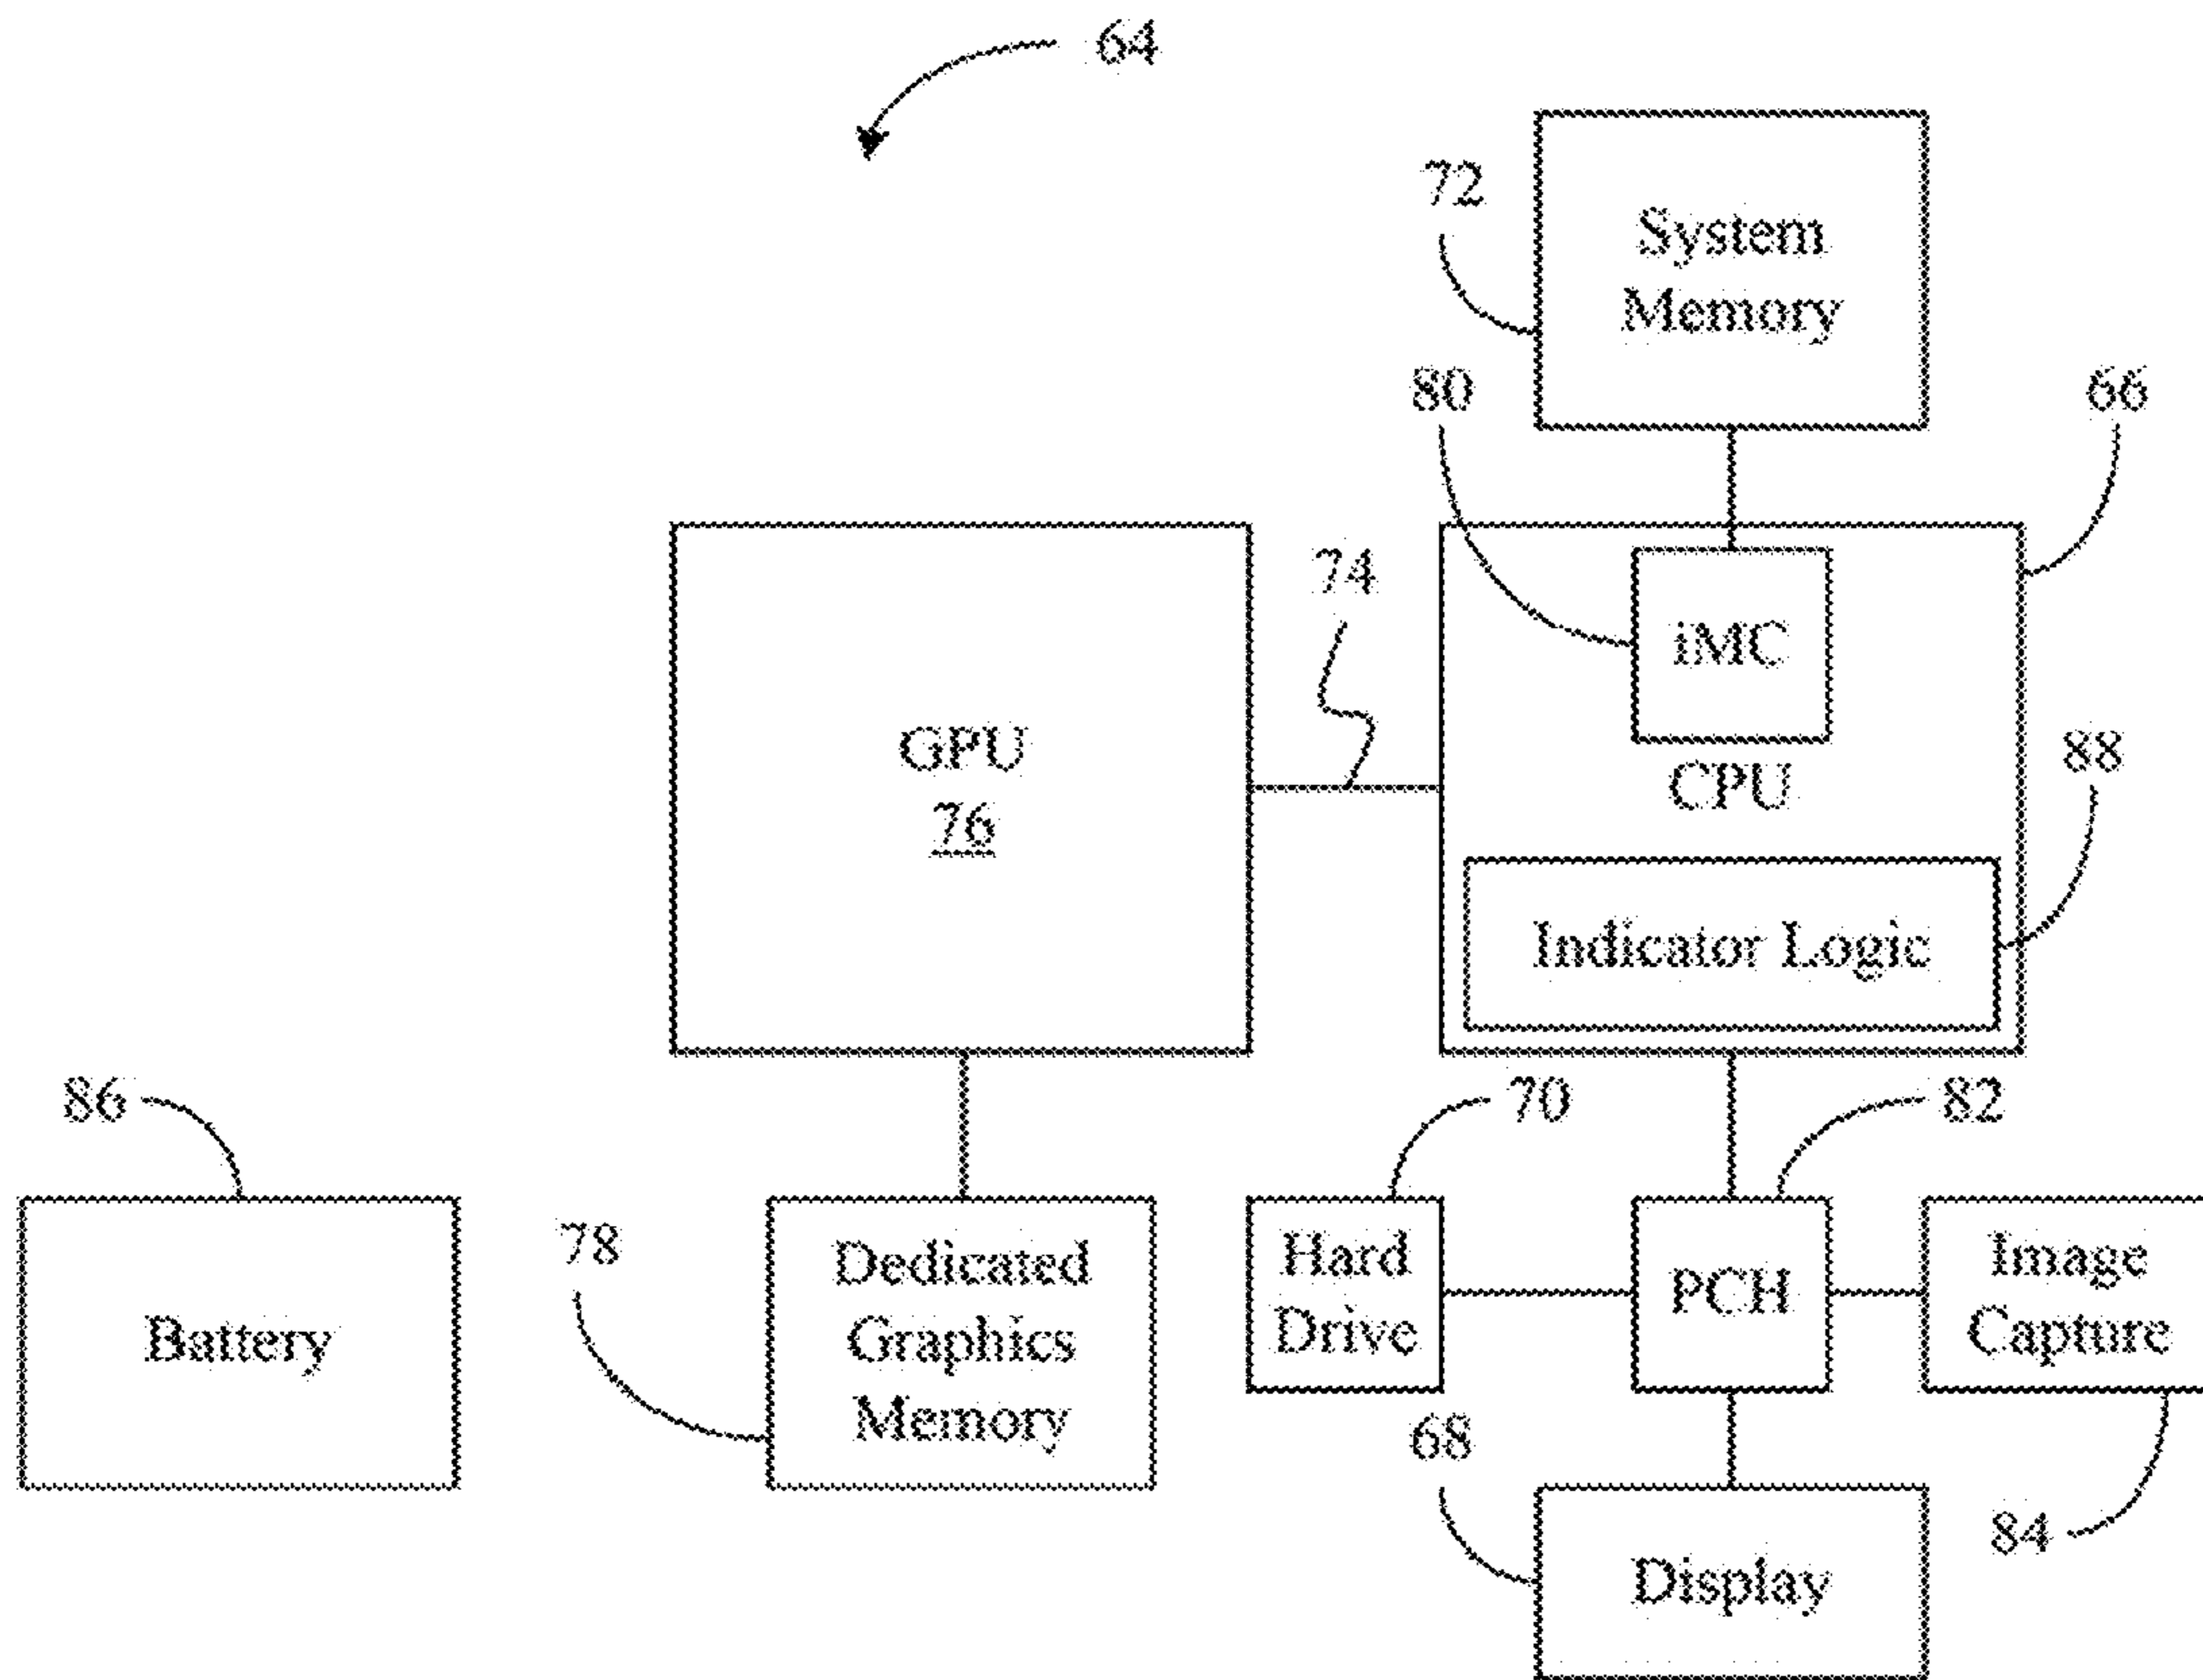 64
72
System
Memory
80
66
74
iMC
GPU
76
CPU
88
Indicator Logic
86
70
82
78
Battery
Dedicated
Graphics
Memory
Hard
Drive
PCH
Image
Capture
68
84
Display